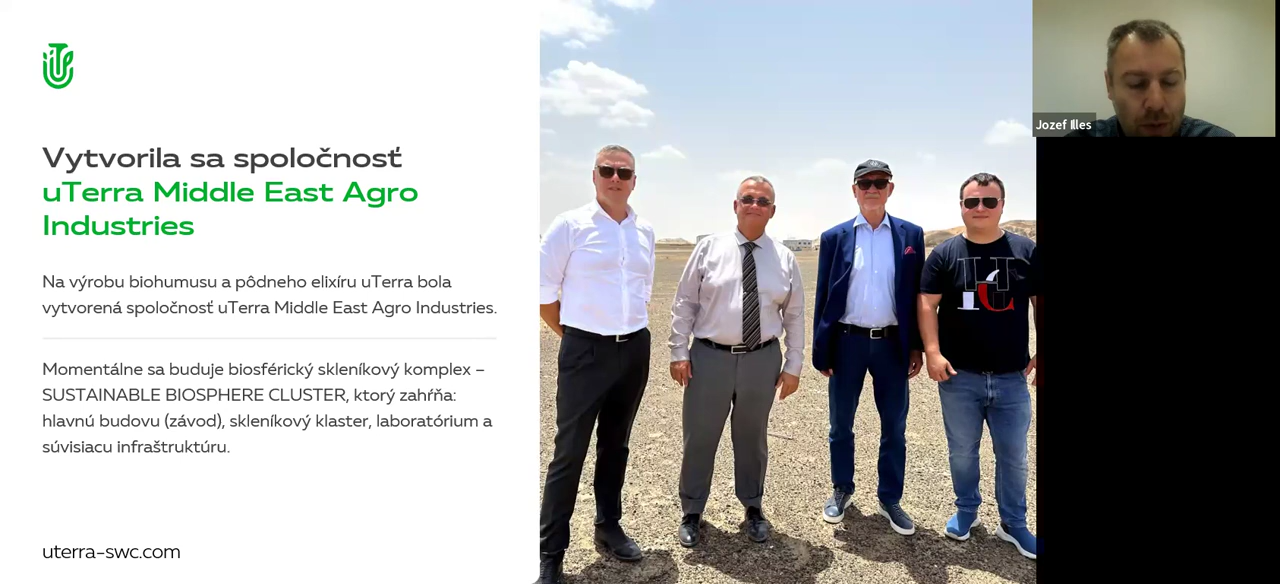 Vytvorila sa spoločnosť
uTerra Middle East Agro
Industries
Na výrobu biohumusu a pôdneho elixíru uTerra bola
vytvorená spoločnosť uTerra Middle East Agro Industries.
Momentálne sa buduje biosférický skleníkový komplex –
SUSTAINABLE BIOSPHERE CLUSTER, ktorý zahŕňa:
hlavnú budovu (závod), skleníkový klaster, laboratórium a
súvisiacu infraštruktúru.
uterra-swc.com
Jozef Illes